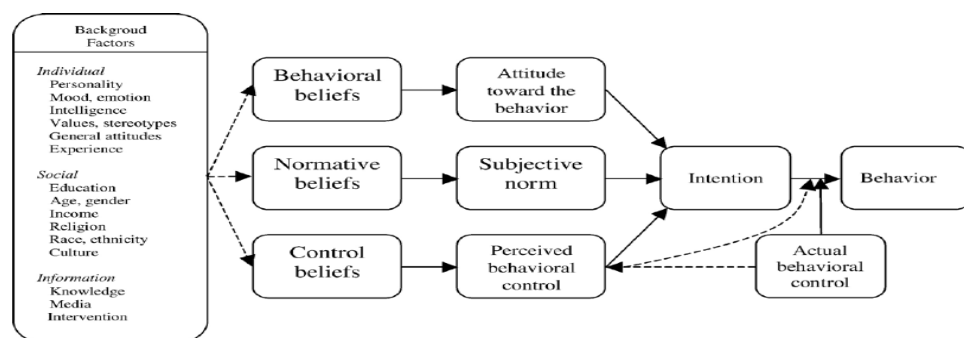 Backgroud
Factors
Individual
Personality
Mood, emotion
Intelligence
Values, stereotypes
General attitudes
Experience
Social
Education
Age, gender
Income
Religion
Race, ethnicity
Culture
Information
Knowledge
Media
Intervention
Behavioral
beliefs
Normative
beliefs
Control
beliefs
Attitude
toward the
behavior
Subjective
norm
Perceived
behavioral
control
Intention
Behavior
Actual
behavioral
control